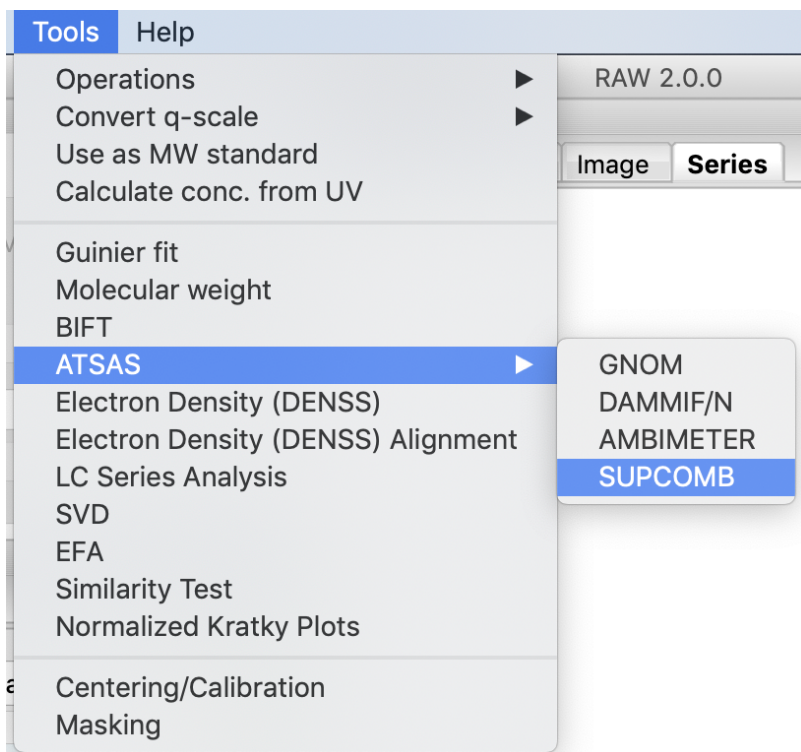 Tools Help
RAW 2.0.0
Image Series
Operations
Convert q-scale
Use as MW standard
Calculate conc. from UV
Guinier fit
Molecular weight
BIFT
ATSAS
Electron Density (DENSS)
Electron Density (DENSS) Alignment
LC Series Analysis
SVD
EFA
Similarity Test
Normalized Kratky Plots
Centering/Calibration
Masking
GNOM
DAMMIF/N
AMBIMETER
SUPCOMB